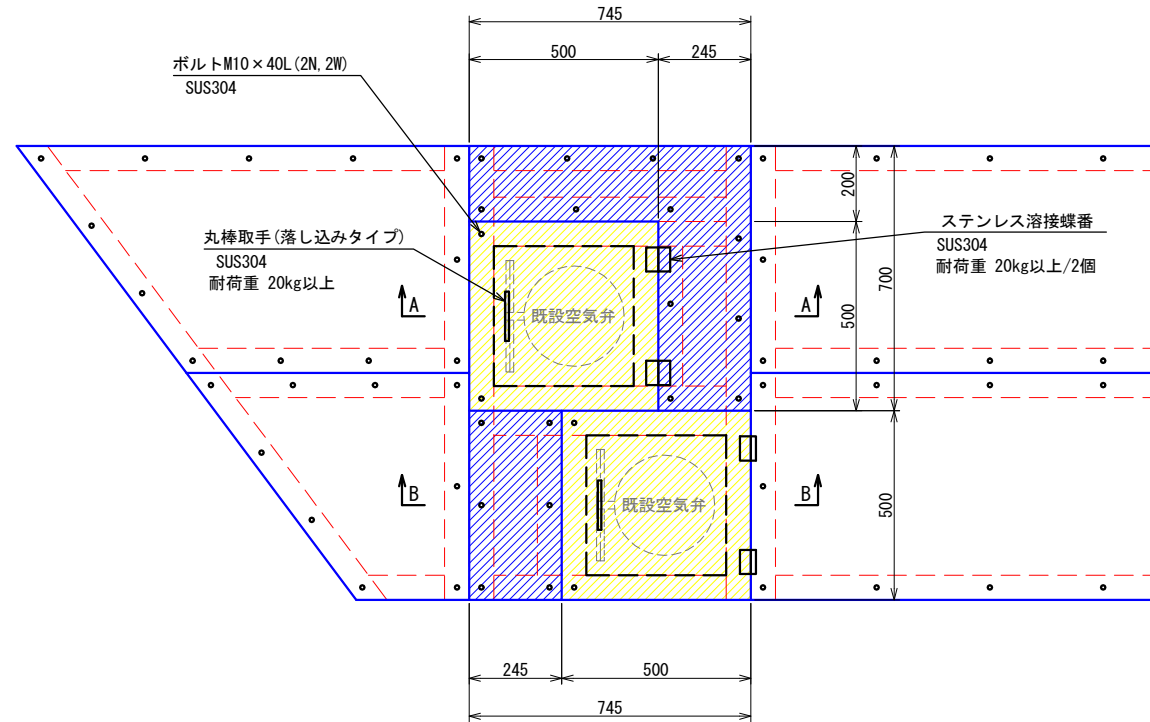 745
500
245
ボルトM10×40L(2N,2W)
SUS304
丸棒取手(落し込みタイプ)
SUS304
耐荷重 20kg以上
ステンレス溶接蝶番
SUS304
耐荷重 20kg以上/2個
200
700
500
A
A
既設空気弁
B
B
既設空気弁
500
245
500
745